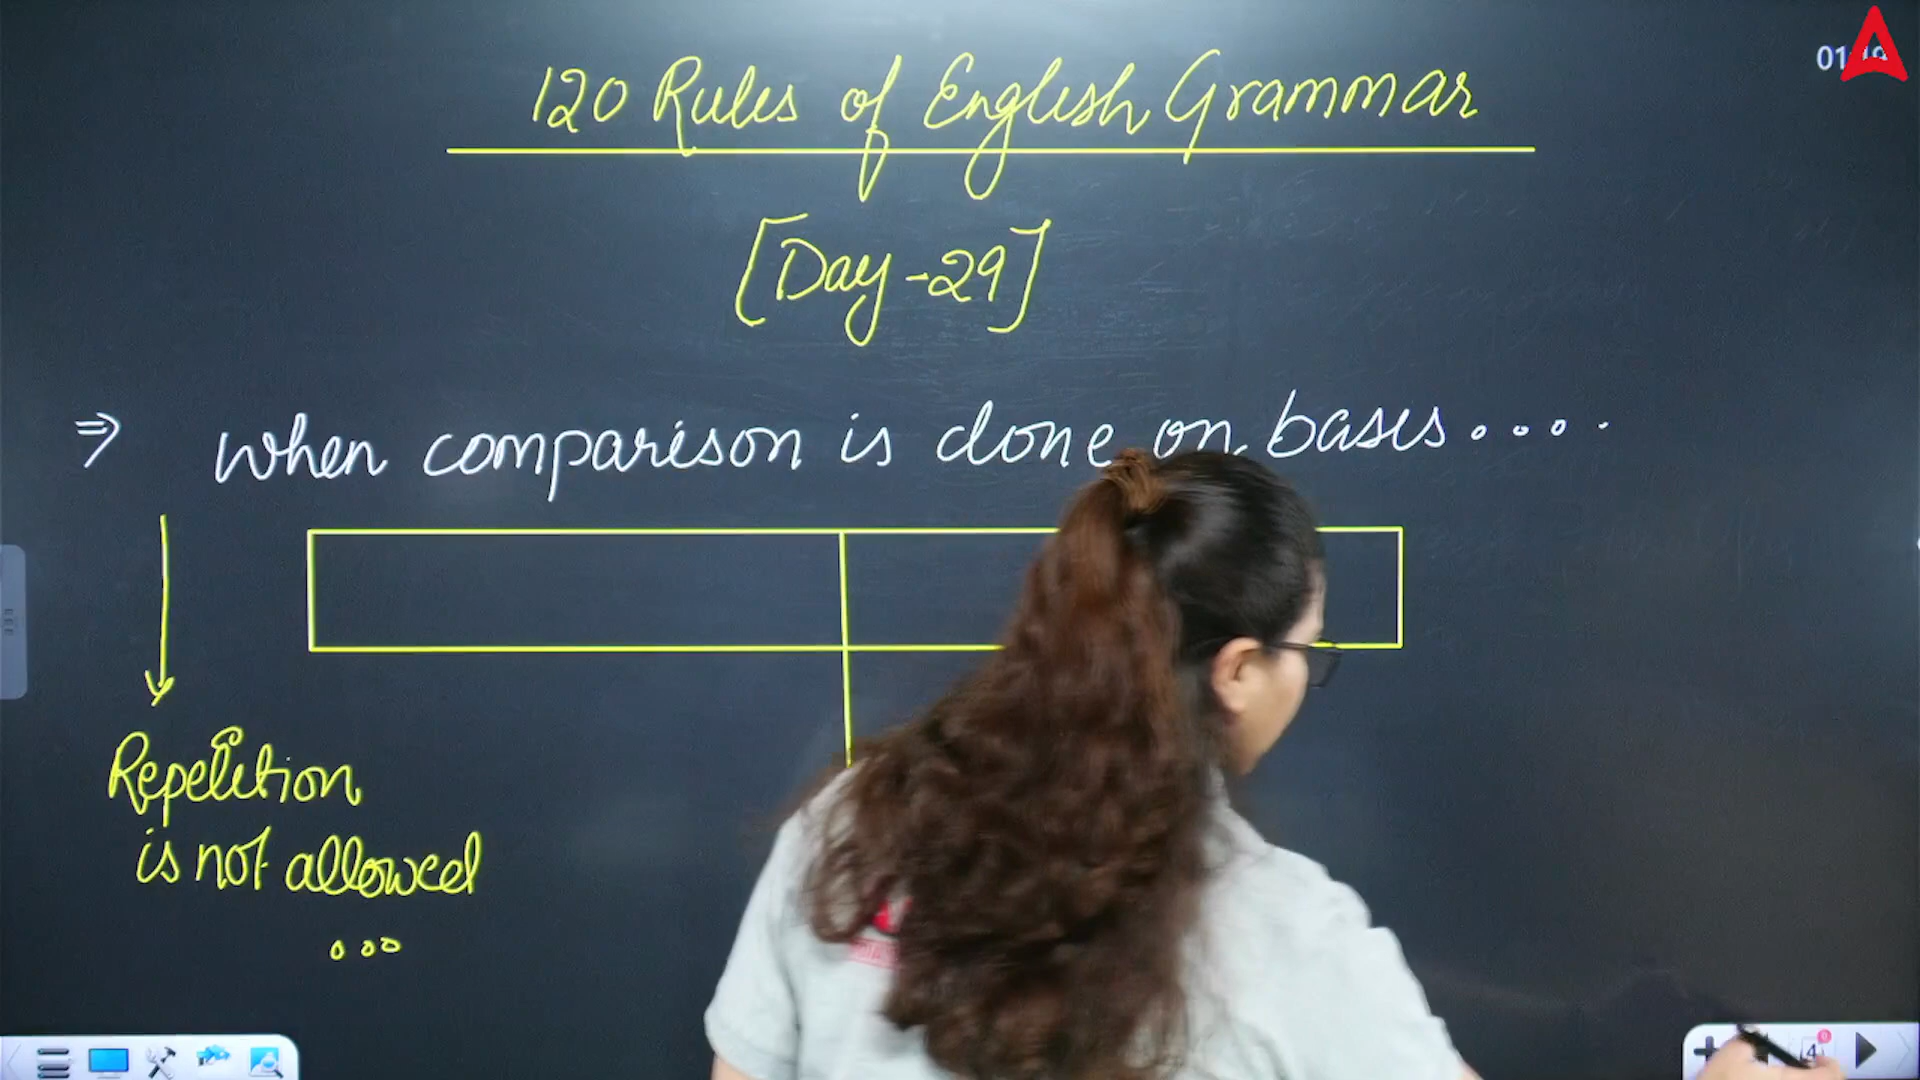 120 Rules of English Grammar
[Day-29]
⇒ When comparison is done on bases....
Repetition
is not allowed
...